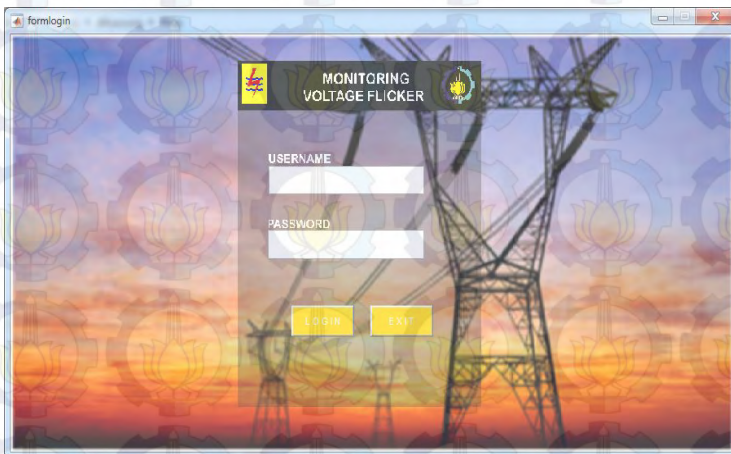 formlogin
MONITORING
VOLTAGE FLICKER
USERNAME
PASSWORD
LOGIN
EXIT